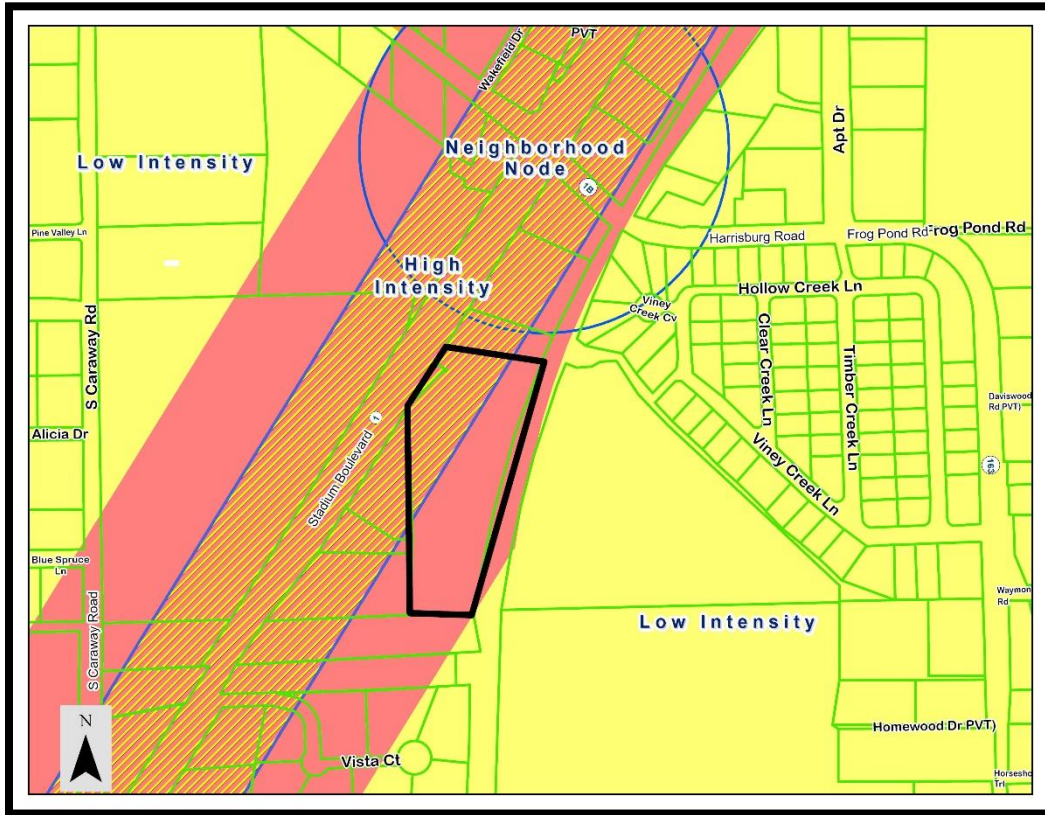 PVT
Wakefield Dr
Neighborhood
Node
18
Low Intensity
Apt Dr
Pine Valley Ln
Harrisburg Road
Frog Pond Rd
Frog Pond Rd
High
Intensity
Hollow Creek Ln
Viney
Creek Cv
S Caraway Rd
Clear Creek Ln
Timber Creek Ln
Daviswood
Rd PVT)
Alicia Dr
Stadium Boulevard
1
Viney Creek Ln
163
Blue Spruce
Ln
Waymon
Rd
S Caraway Road
Low Intensity
N
Homewood Dr PVT)
Vista Ct
Horsesho
Trl